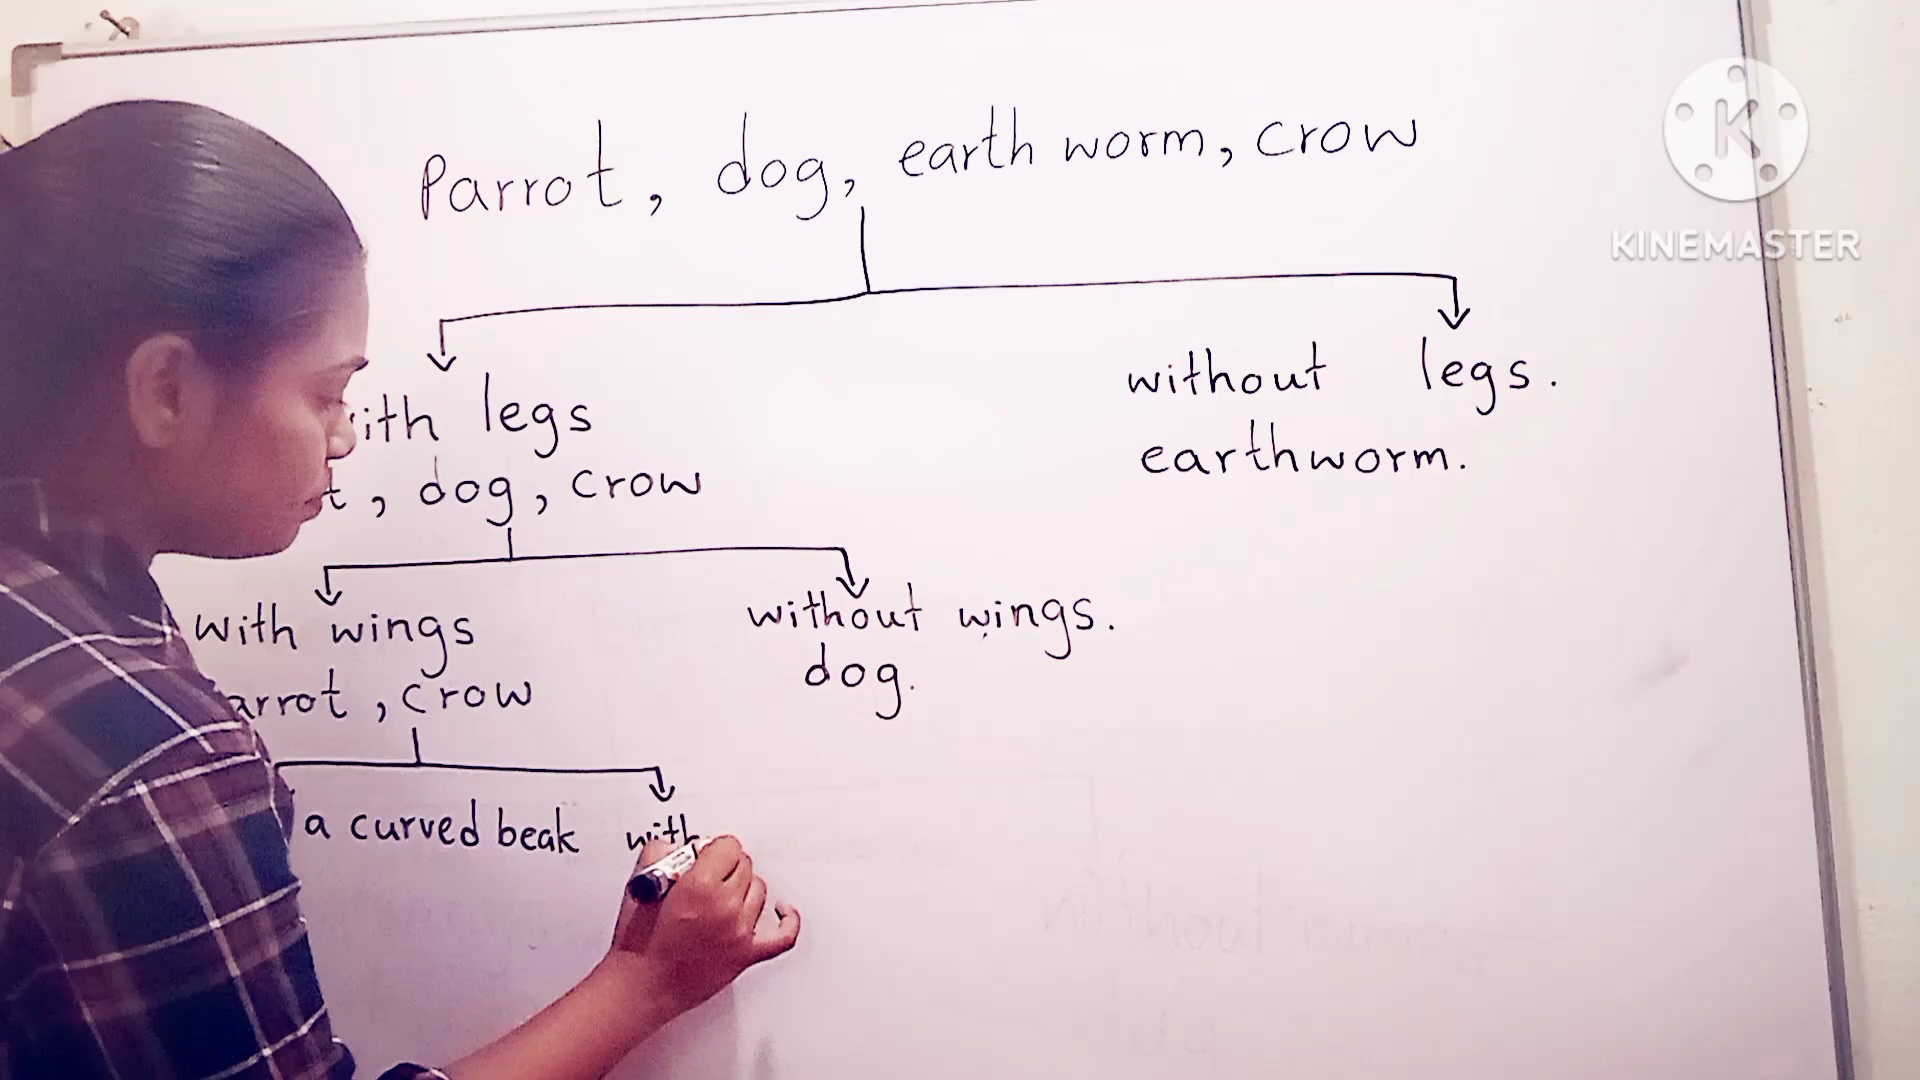 Parrot, dog, earth worm, crow
KINEMASTER
without legs.
legs
earthworm.
, dog, crow
with wings
without wings.
, crow
dog.
a curved beak with